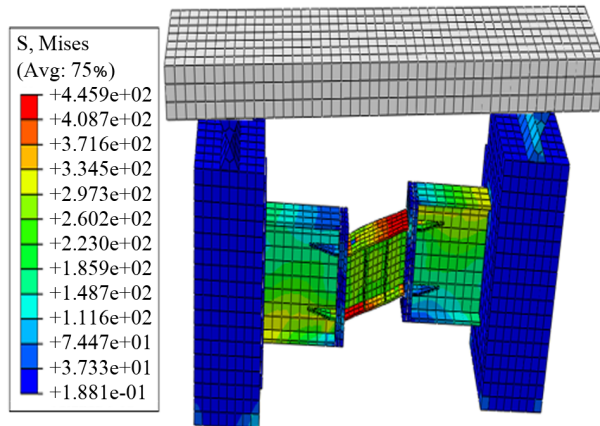 S, Mises
(Avg: 75%)
+4.459e+02
+4.087e+02
+3.716e+02
+3.345e+02
+2.973e+02
+2.602e+02
+2.230e+02
+1.859e+02
+1.487e+02
+1.116e+02
+7.447e+01
+3.733e+01
+1.881e-01